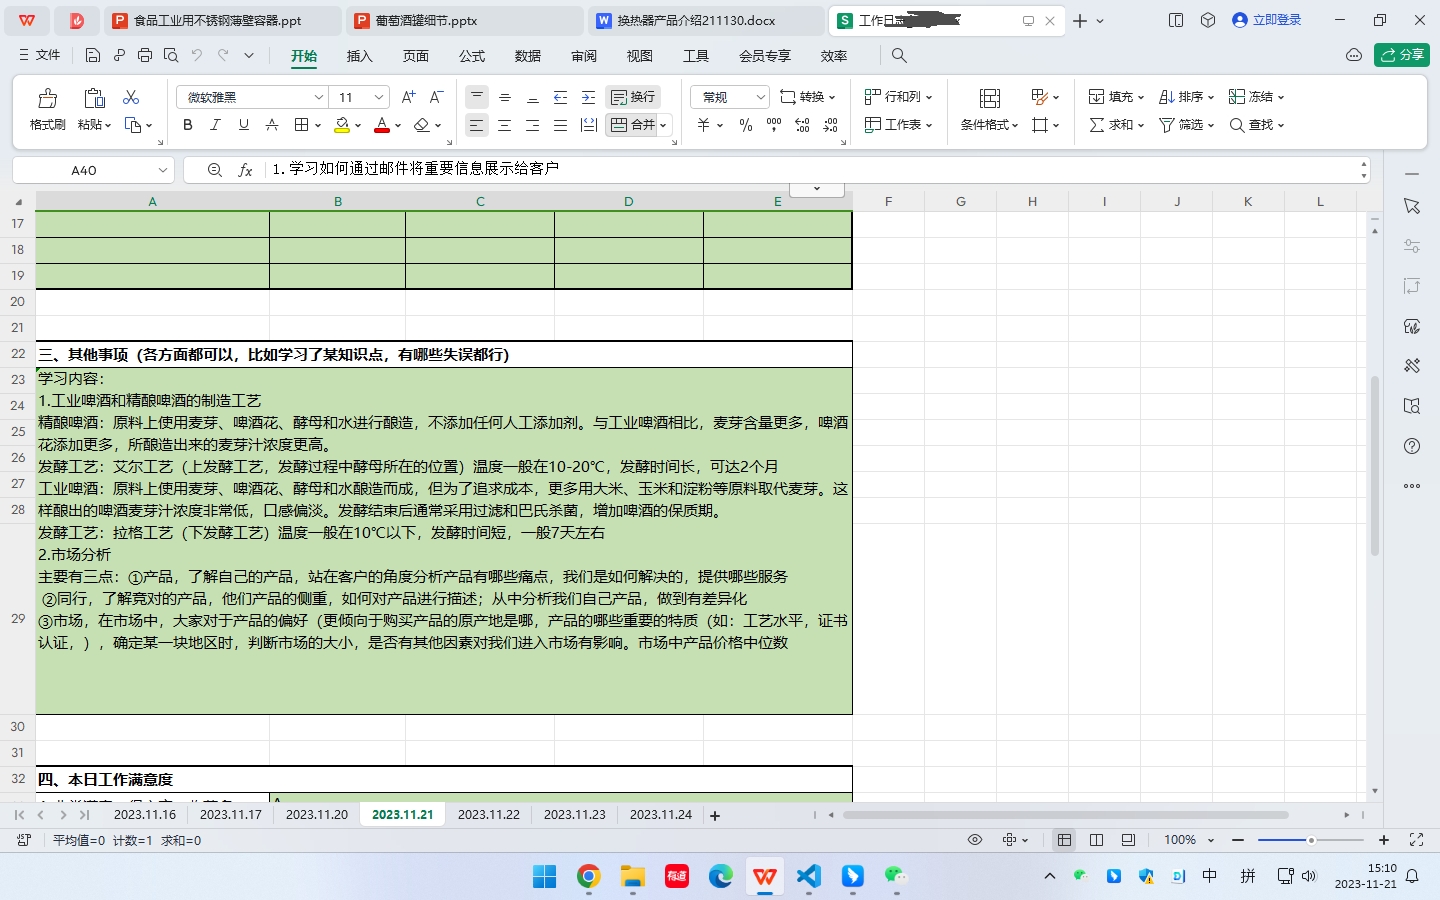 食品工业用不锈钢薄壁容器.ppt
葡萄酒罐细节.pptx
换热器产品介绍211130.docx
工作日
立即登录
文件
开始
插入
页面
公式
数据
审阅
视图
工具
会员专享
效率
分享
格式刷
粘贴
微软雅黑
11
换行
合并
常规
转换
行和列
工作表
条件格式
填充
求和
排序
筛选
冻结
查找
A40
fx
1. 学习如何通过邮件将重要信息展示给客户
A B C D E F G H I J K L
17
18
19
20
21
22
三、其他事项（各方面都可以，比如学习了某知识点，有哪些失误都行）
23
24
25
26
27
28
29
学习内容：
1.工业啤酒和精酿啤酒的制造工艺
精酿啤酒：原料上使用麦芽、啤酒花、酵母和水进行酿造，不添加任何人工添加剂。与工业啤酒相比，麦芽含量更多，啤酒
花添加更多，所酿造出来的麦芽汁浓度更高。
发酵工艺：艾尔工艺（上发酵工艺，发酵过程中酵母所在的位置）温度一般在10-20℃，发酵时间长，可达2个月
工业啤酒：原料上使用麦芽、啤酒花、酵母和水酿造而成，但为了追求成本，更多用大米、玉米和淀粉等原料取代麦芽。这
样酿出的啤酒麦芽汁浓度非常低，口感偏淡。发酵结束后通常采用过滤和巴氏杀菌，增加啤酒的保质期。
发酵工艺：拉格工艺（下发酵工艺）温度一般在10℃以下，发酵时间短，一般7天左右
2.市场分析
主要有三点：①产品，了解自己的产品，站在客户的角度分析产品有哪些痛点，我们是如何解决的，提供哪些服务
②同行，了解竞对的产品，他们产品的侧重，如何对产品进行描述；从中分析我们自己产品，做到有差异化
③市场，在市场中，大家对于产品的偏好（更倾向于购买产品的原产地是哪，产品的哪些重要的特质（如：工艺水平，证书
认证，），确定某一块地区时，判断市场的大小，是否有其他因素对我们进入市场有影响。市场中产品价格中位数
30
31
32
四、本日工作满意度
2023.11.16
2023.11.17
2023.11.20
2023.11.21
2023.11.22
2023.11.23
2023.11.24
平均值=0 计数=1 求和=0
100%
有道
中
拼
15:10
2023-11-21